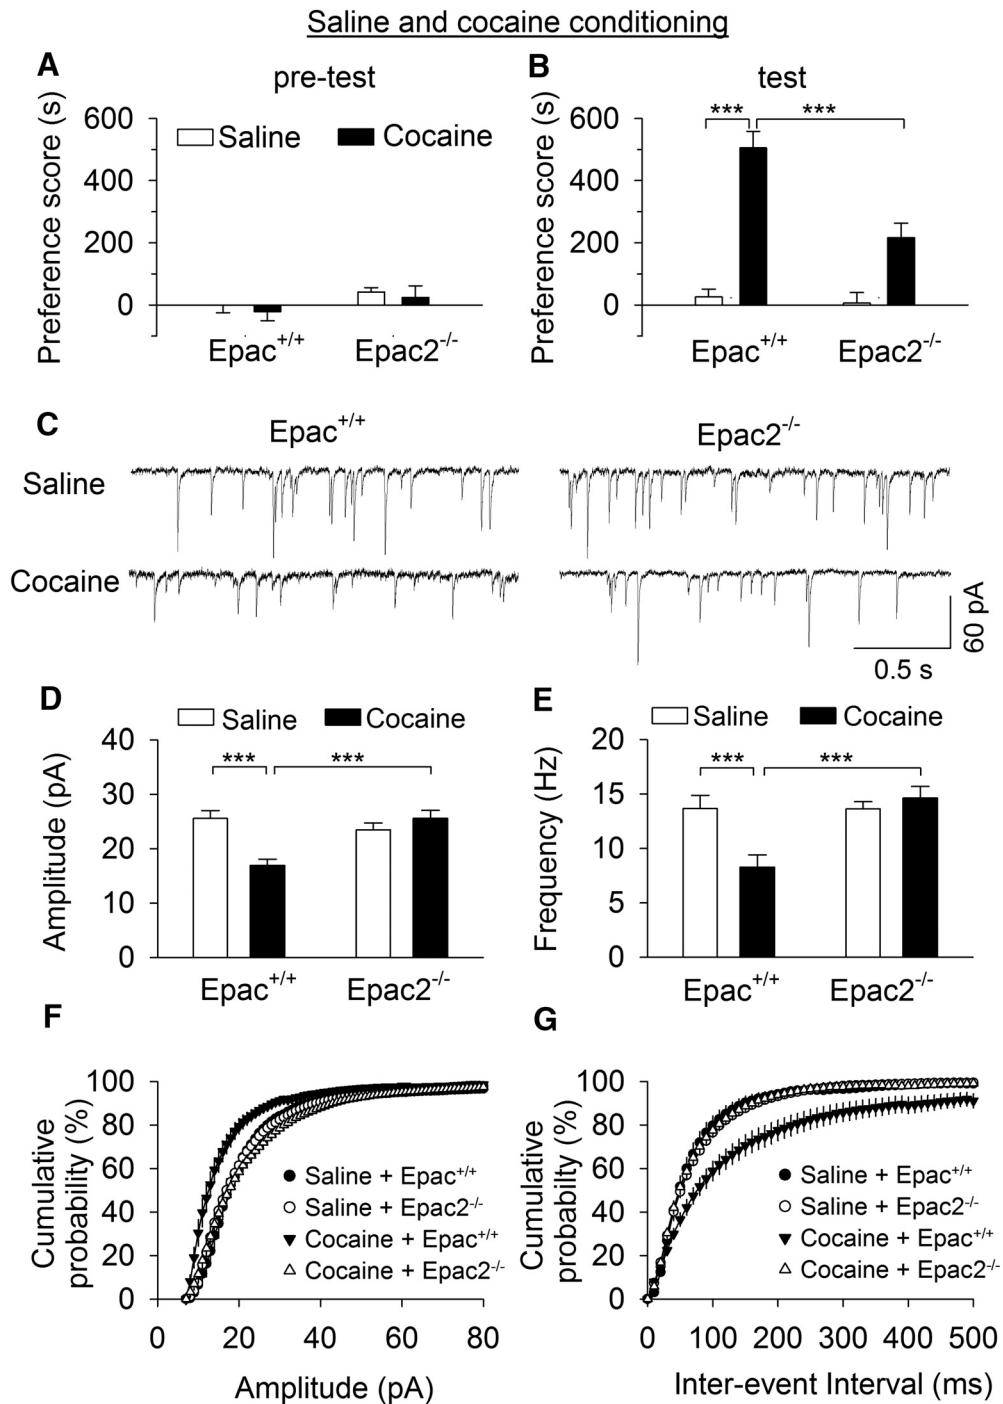 Saline and cocaine conditioning
A
pre-test
Preference score (s)
600
400
200
0
Saline
Cocaine
Epac+/+
Epac2-/-
B
test
Preference score (s)
600
400
200
0
***
***
Epac+/+
Epac2-/-
C
Epac+/+
Epac2-/-
Saline
Cocaine
60 pA
0.5 s
D
Saline
Cocaine
Amplitude (pA)
40
30
20
10
0
***
***
Epac+/+
Epac2-/-
E
Saline
Cocaine
Frequency (Hz)
20
15
10
5
0
***
***
Epac+/+
Epac2-/-
F
Cumulative
probability (%)
100
80
60
40
20
0
Saline + Epac+/+
Saline + Epac2-/-
Cocaine + Epac+/+
Cocaine + Epac2-/-
0 20 40 60 80
Amplitude (pA)
G
Cumulative
probability (%)
100
80
60
40
20
0
Saline + Epac+/+
Saline + Epac2-/-
Cocaine + Epac+/+
Cocaine + Epac2-/-
0 100 200 300 400 500
Inter-event Interval (ms)